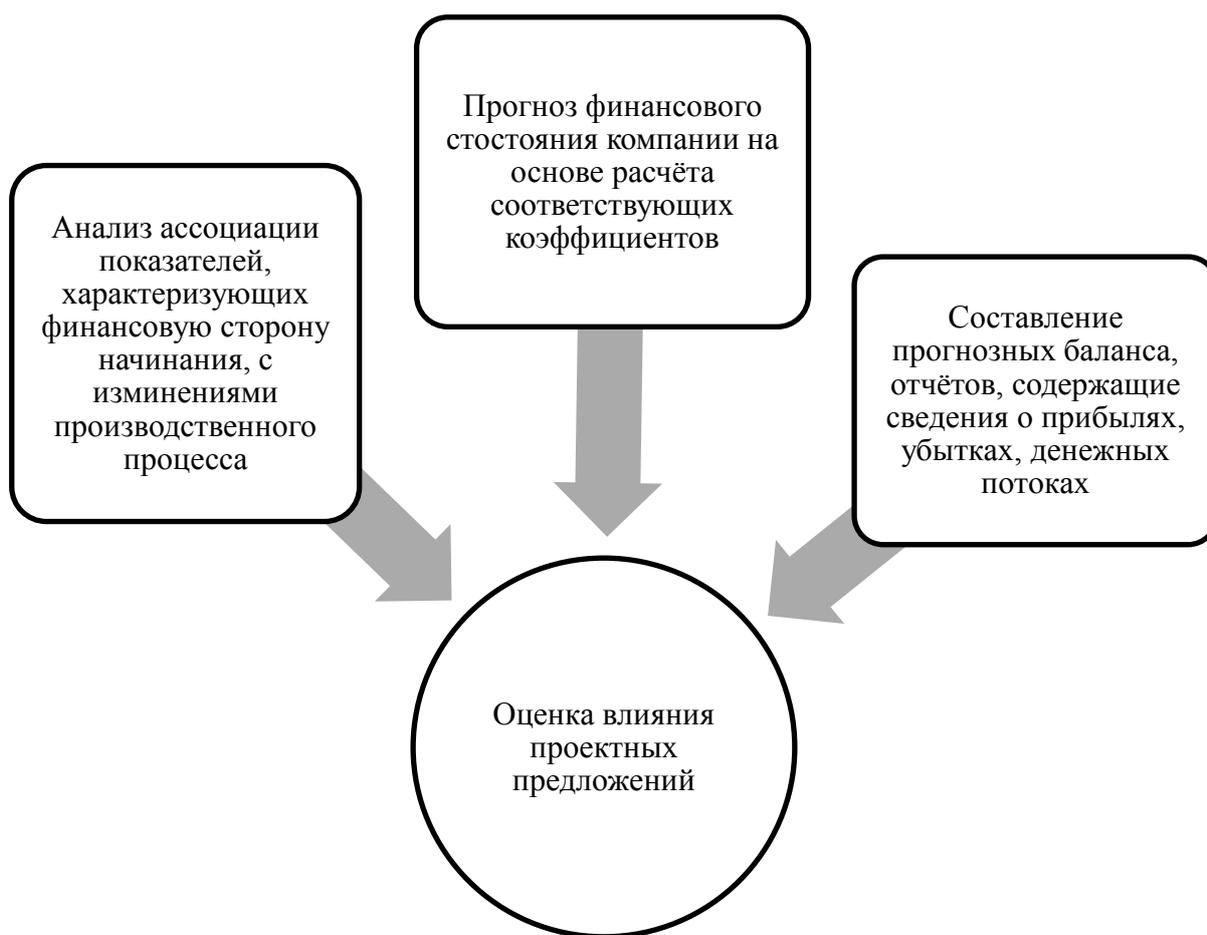 Прогноз финансового
стостояния компании на
основе расчёта
соответствующих
коэффициентов
Анализ ассоциации
показателей,
характеризующих
финансовую сторону
начинания, с
изминениями
производственного
процесса
Составление
прогнозных баланса,
отчётов, содержащие
сведения о прибылях,
убытках, денежных
потоках
Оценка влияния
проектных
предложений